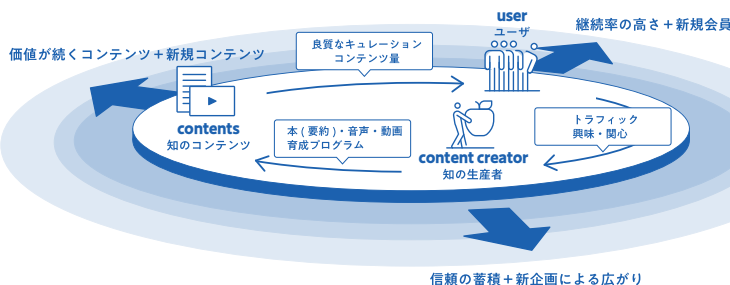 user
ユーザ
継続率の高さ＋新規会員
価値が続くコンテンツ＋新規コンテンツ
良質なキュレーション
コンテンツ量
contents
知のコンテンツ
本(要約)・音声・動画
育成プログラム
トラフィック
興味・関心
content creator
知の生産者
信頼の蓄積＋新企画による広がり